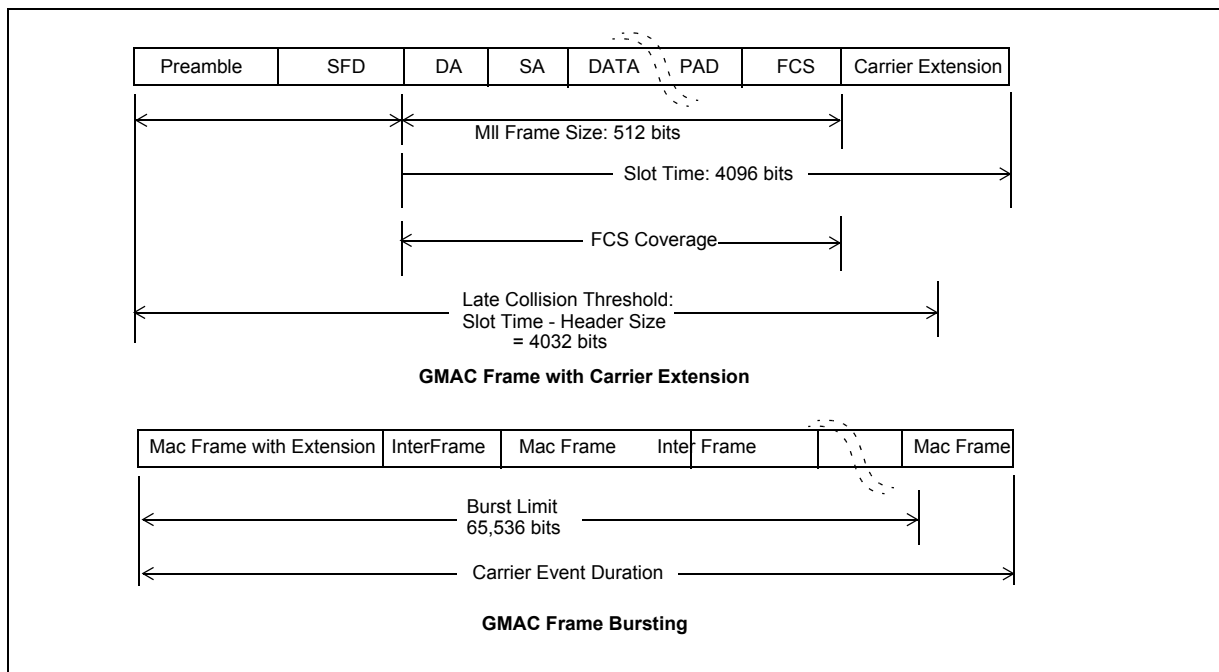 Preamble SFD DA SA DATA PAD FCS Carrier Extension
MII Frame Size: 512 bits
Slot Time: 4096 bits
FCS Coverage
Late Collision Threshold:
Slot Time - Header Size
= 4032 bits
GMAC Frame with Carrier Extension
Mac Frame with Extension InterFrame Mac Frame Inter Frame Mac Frame
Burst Limit
65,536 bits
Carrier Event Duration
GMAC Frame Bursting